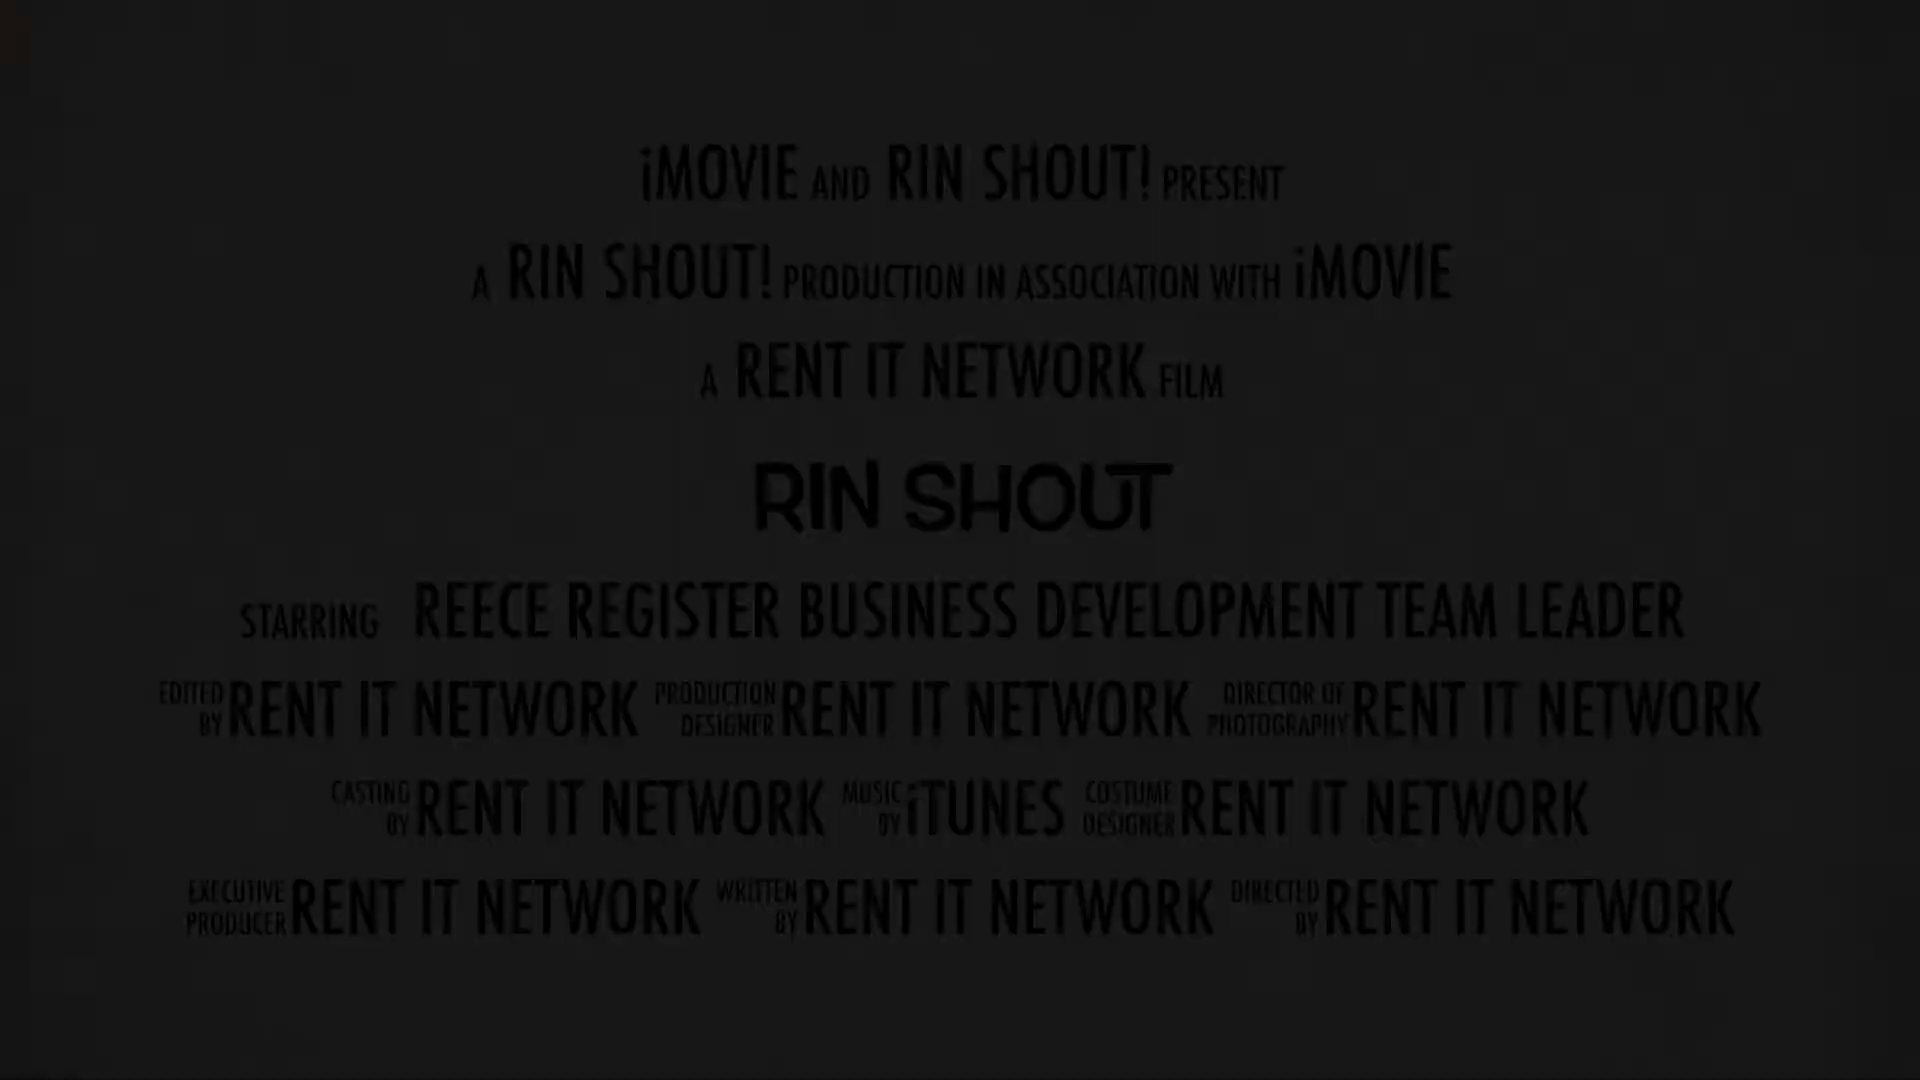 iMOVIE AND RIN SHOUT! PRESENT
A RIN SHOUT! PRODUCTION IN ASSOCIATION WITH iMOVIE
A RENT IT NETWORK FILM
RIN SHOUT
STARRING REECE REGISTER BUSINESS DEVELOPMENT TEAM LEADER
EDITED BY RENT IT NETWORK PRODUCTION DESIGNER RENT IT NETWORK DIRECTOR OF PHOTOGRAPHY RENT IT NETWORK
CASTING BY RENT IT NETWORK MUSIC BY iTUNES COSTUME DESIGNER RENT IT NETWORK
EXECUTIVE PRODUCER RENT IT NETWORK WRITTEN BY RENT IT NETWORK DIRECTED BY RENT IT NETWORK